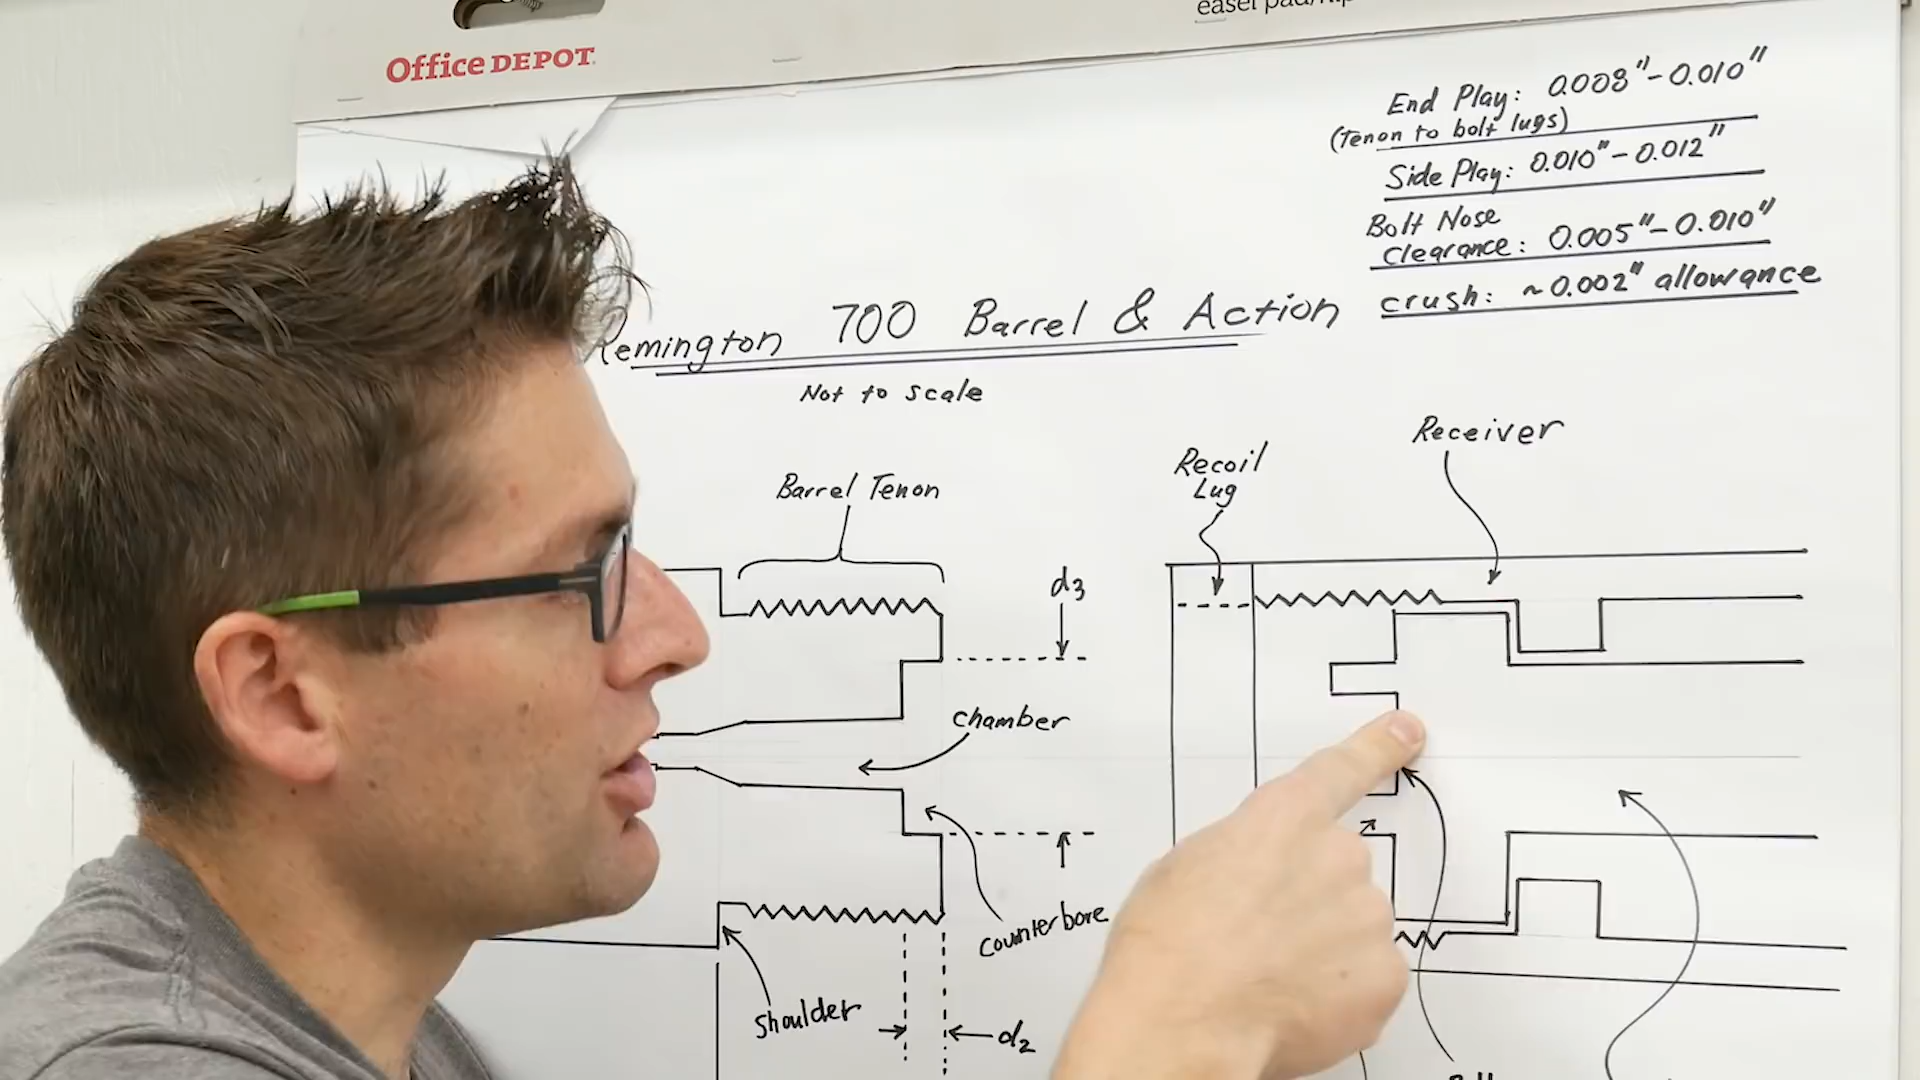 easel pad/
Office DEPOT
End Play: 0.008"-0.010"
(Tenon to bolt lugs)
Side Play: 0.010"-0.012"
Bolt Nose
Clearance: 0.005"-0.010"
crush: ~0.002" allowance
Remington 700 Barrel & Action
Not to scale
Receiver
Recoil
Lug
Barrel Tenon
d3
chamber
counterbore
shoulder
d2